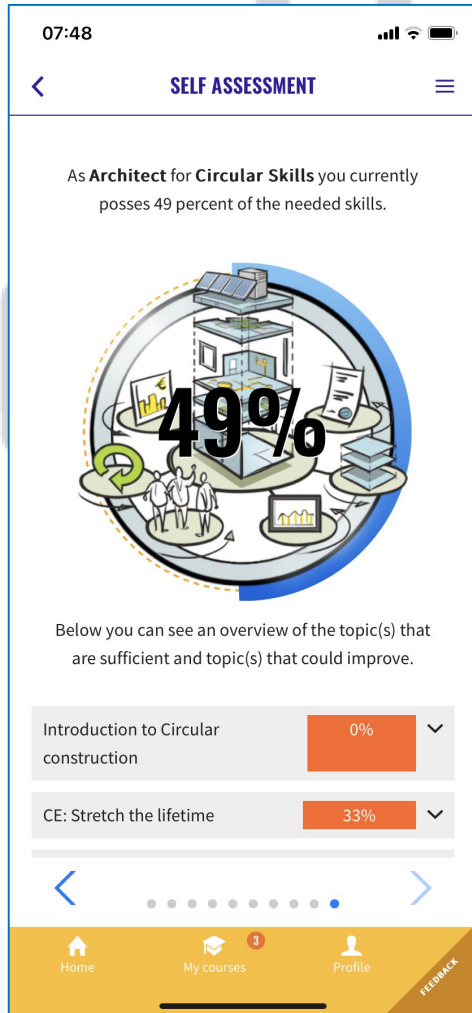 07:48
SELF ASSESSMENT
As Architect for Circular Skills you currently
posses 49 percent of the needed skills.
49%
Below you can see an overview of the topic(s) that
are sufficient and topic(s) that could improve.
Introduction to Circular
construction
0%
CE: Stretch the lifetime
33%
Home
My courses
3
Profile
FEEDBACK